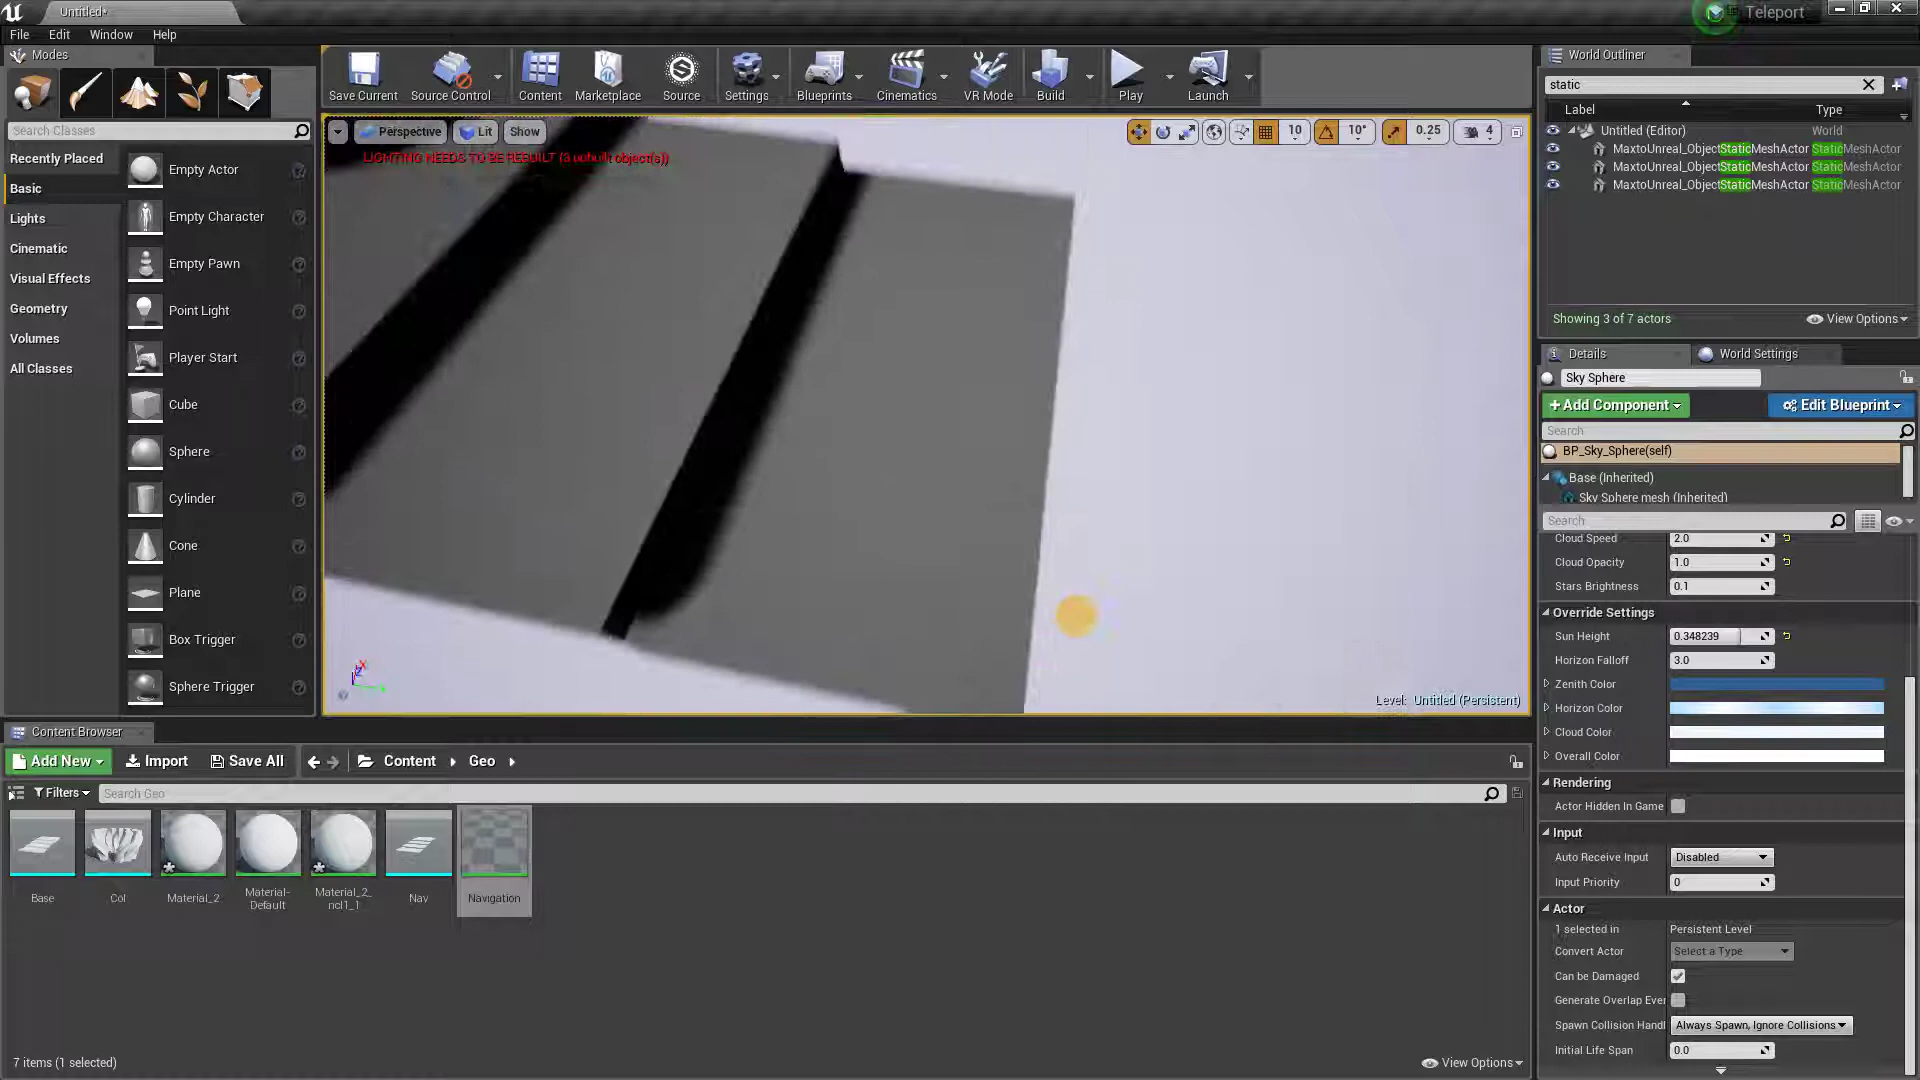 Untitled*
Teleport
File Edit Window Help
Modes
Save Current
Source Control
Content
Marketplace
Source
Settings
Blueprints
Cinematics
VR Mode
Build
Play
Launch
World Outliner
static
Label Type
Untitled (Editor) World
MaxtoUnreal_ObjectStaticMeshActor StaticMeshActor
MaxtoUnreal_ObjectStaticMeshActor StaticMeshActor
MaxtoUnreal_ObjectStaticMeshActor StaticMeshActor
Showing 3 of 7 actors
View Options
Search Classes
Recently Placed
Basic
Lights
Cinematic
Visual Effects
Geometry
Volumes
All Classes
Empty Actor
Empty Character
Empty Pawn
Point Light
Player Start
Cube
Sphere
Cylinder
Cone
Plane
Box Trigger
Sphere Trigger
Perspective
Lit
Show
10
10°
0.25
4
LIGHTING NEEDS TO BE REBUILT (3 unbuilt object(s))
Level: Untitled (Persistent)
Details
World Settings
Sky Sphere
+Add Component
Edit Blueprint
Search
BP_Sky_Sphere(self)
Base (Inherited)
Sky Sphere mesh (Inherited)
Search
Cloud Speed 2.0
Cloud Opacity 1.0
Stars Brightness 0.1
Override Settings
Sun Height 0.348239
Horizon Falloff 3.0
Zenith Color
Horizon Color
Cloud Color
Overall Color
Rendering
Actor Hidden In Game
Input
Auto Receive Input Disabled
Input Priority 0
Actor
1 selected in Persistent Level
Convert Actor Select a Type
Can be Damaged
Generate Overlap Ever
Spawn Collision Handl Always Spawn, Ignore Collisions
Initial Life Span 0.0
Content Browser
Add New
Import
Save All
Content
Geo
Filters
Search Geo
Base
Col
Material_2
Material-
Default
Material_2_
ncl1_1
Nav
Navigation
7 items (1 selected)
View Options